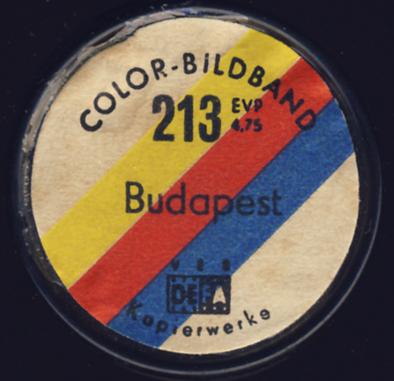 COLOR-BILDBAND
213 EVP
4,75
Budapest
VEB
DEFA
Kopierwerke